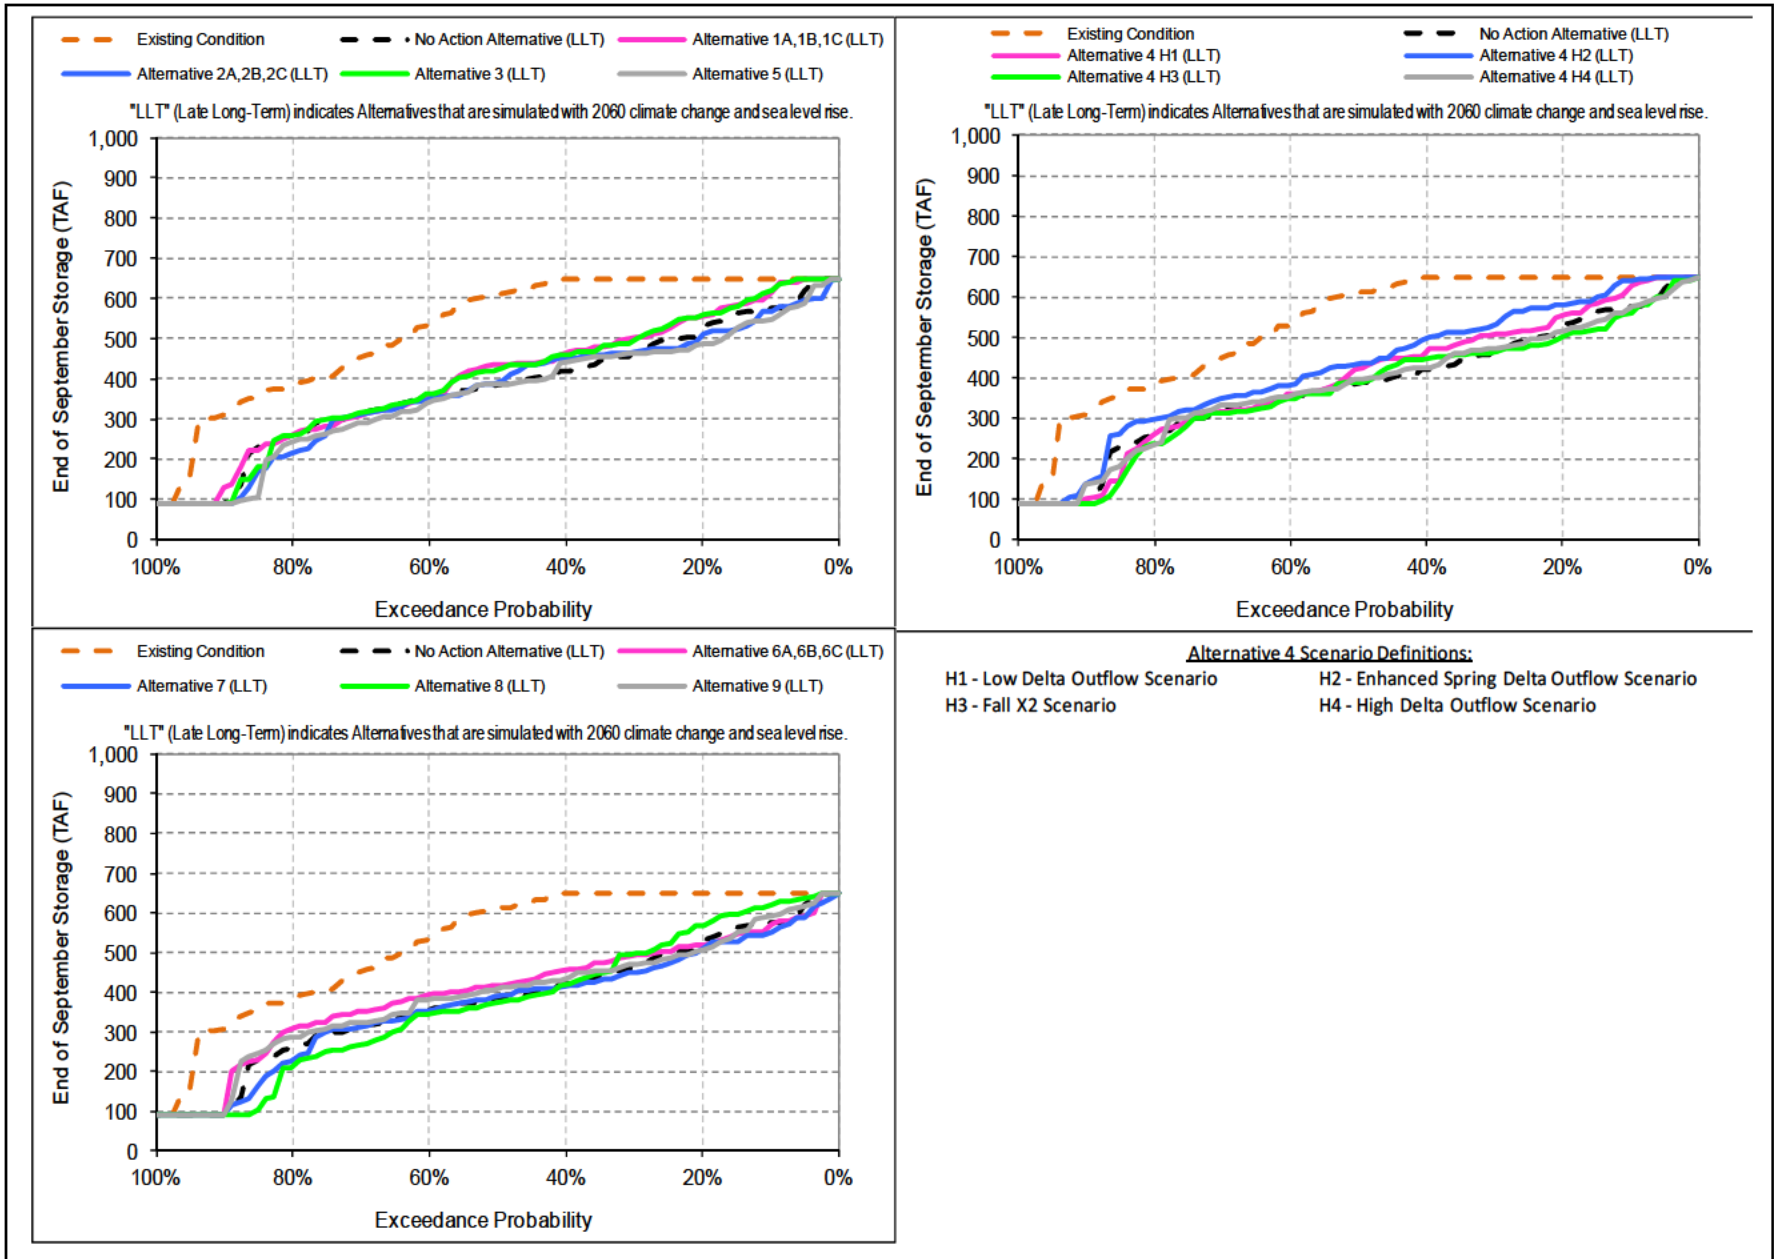 Existing Condition No Action Alternative (LLT) Alternative 1A,1B,1C (LLT)
Alternative 2A,2B,2C (LLT) Alternative 3 (LLT) Alternative 5 (LLT)
"LLT" (Late Long-Term) indicates Alternatives that are simulated with 2060 climate change and sea level rise.
End of Septermber Storage (TAF)
1,000
900
800
700
600
500
400
300
200
100
0
100% 80% 60% 40% 20% 0%
Exceedance Probability
Existing Condition No Action Alternative (LLT)
Alternative 4 H1 (LLT) Alternative 4 H2 (LLT)
Alternative 4 H3 (LLT) Alternative 4 H4 (LLT)
"LLT" (Late Long-Term) indicates Alternatives that are simulated with 2060 climate change and sea level rise.
End of Septermber Storage (TAF)
1,000
900
800
700
600
500
400
300
200
100
0
100% 80% 60% 40% 20% 0%
Exceedance Probability
Existing Condition No Action Alternative (LLT) Alternative 6A,6B,6C (LLT)
Alternative 7 (LLT) Alternative 8 (LLT) Alternative 9 (LLT)
"LLT" (Late Long-Term) indicates Alternatives that are simulated with 2060 climate change and sea level rise.
End of Septermber Storage (TAF)
1,000
900
800
700
600
500
400
300
200
100
0
100% 80% 60% 40% 20% 0%
Exceedance Probability
Alternative 4 Scenario Definitions:
H1 - Low Delta Outflow Scenario H2 - Enhanced Spring Delta Outflow Scenario
H3 - Fall X2 Scenario H4 - High Delta Outflow Scenario